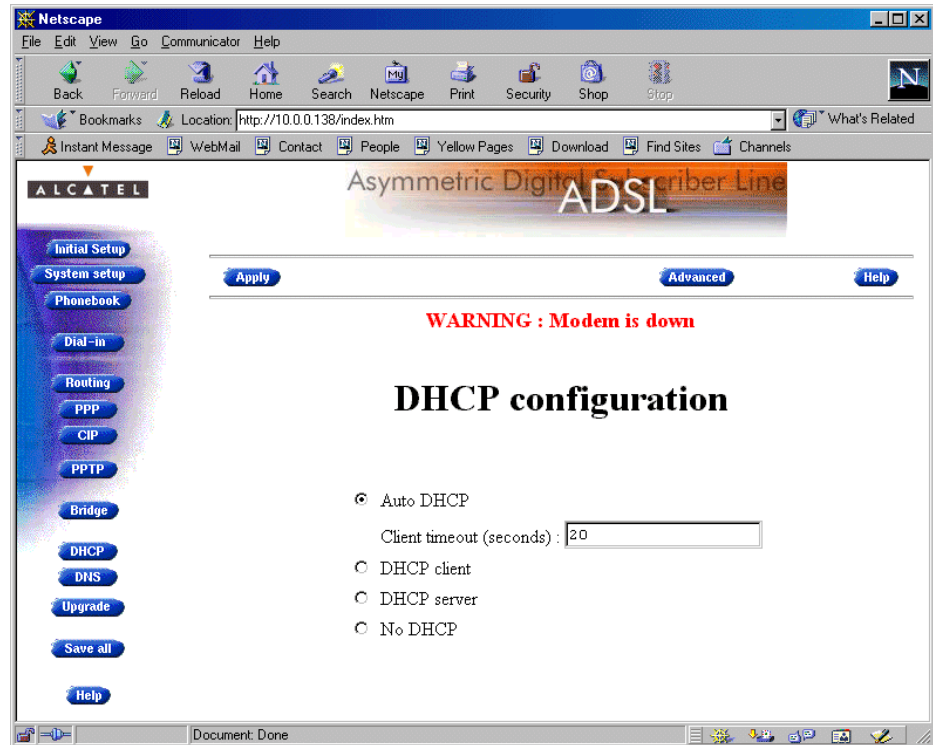 Netscape
File Edit View Go Communicator Help
Back Forward Reload Home Search Netscape Print Security Shop Stop
My
N
Bookmarks Location: http://10.0.0.138/index.htm What's Related
Instant Message WebMail Contact People Yellow Pages Download Find Sites Channels
ALCATEL
Asymmetric Digital Subscriber Line
ADSL
Initial Setup
System setup
Phonebook
Dial-in
Routing
PPP
CIP
PPTP
Bridge
DHCP
DNS
Upgrade
Save all
Help
Apply Advanced Help
WARNING : Modem is down
DHCP configuration
Auto DHCP
Client timeout (seconds) : 20
DHCP client
DHCP server
No DHCP
Document: Done